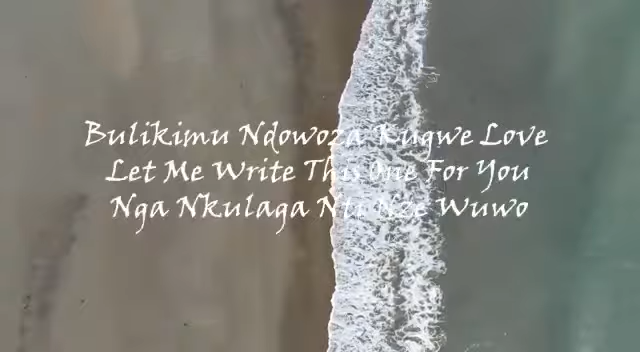 Bulikimu Ndowoza Kugwe Love
Let Me Write This One For You
Nga Nkulaga Nti Nze Wuwo